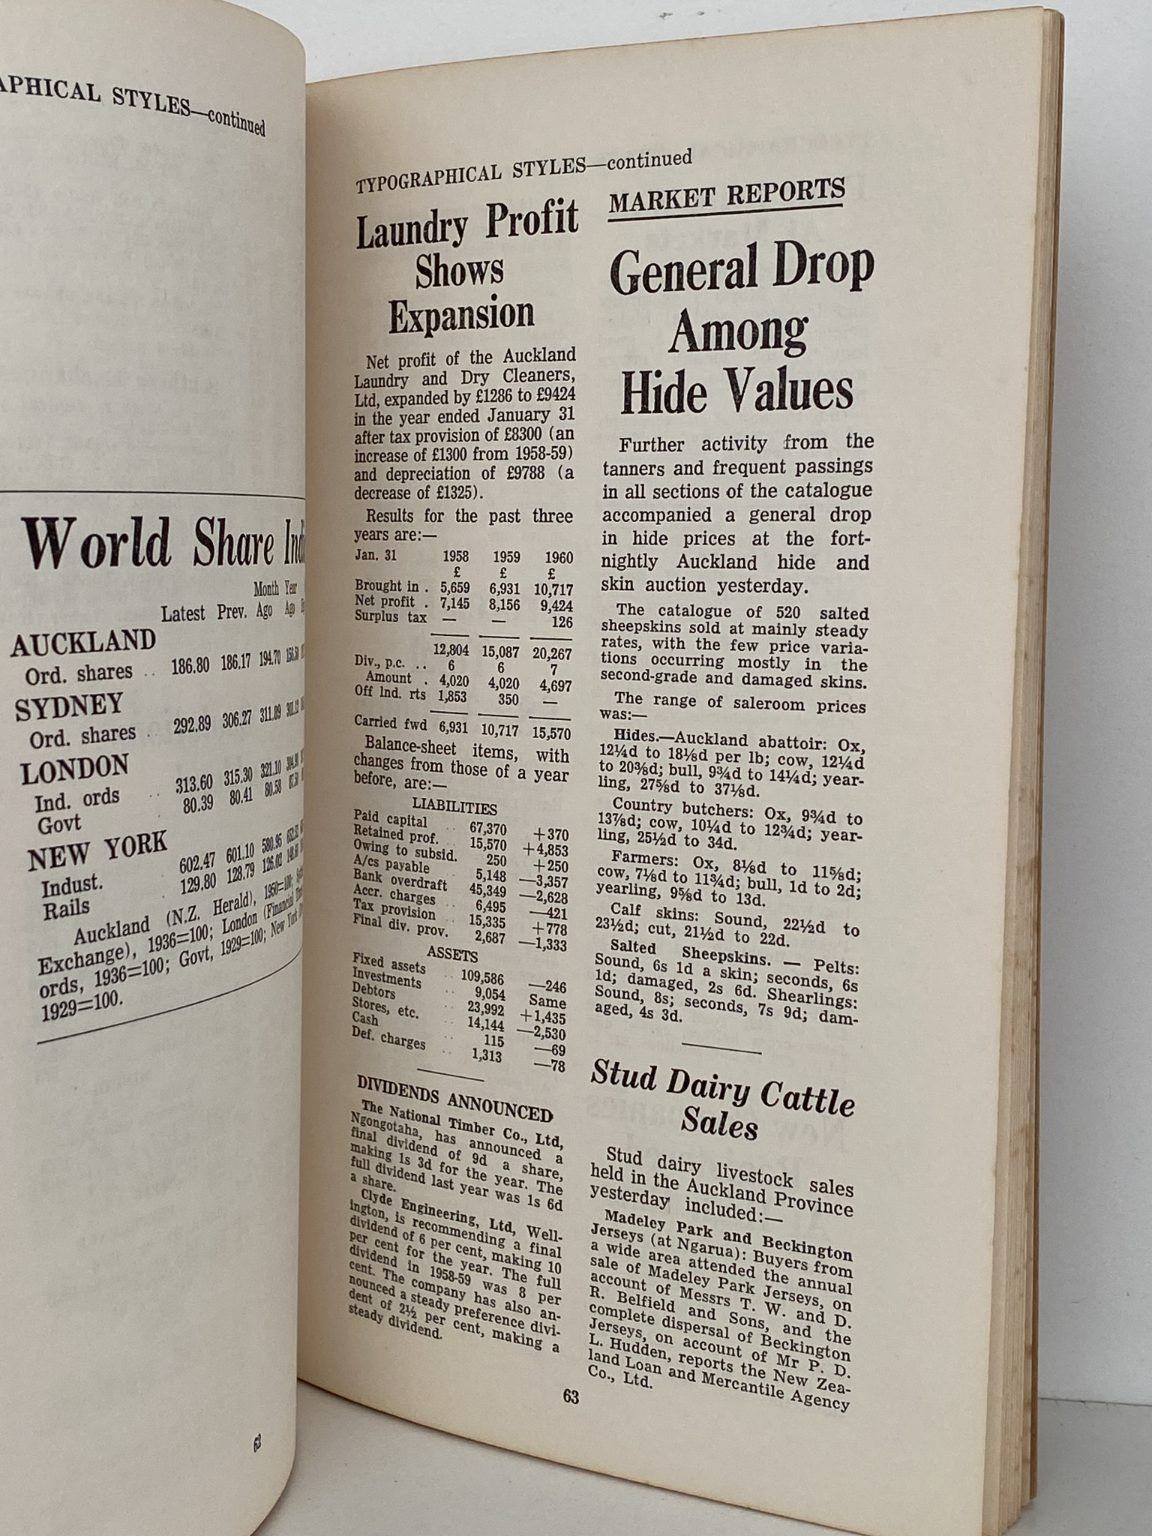 APHICAL STYLES—continued
World Share Ind
Month Year
Latest Prev. Ago Ago
AUCKLAND
Ord. shares .. 186.80 186.17 194.70
SYDNEY
Ord. shares . 292.89 306.27 311.89
LONDON
Ind. ords .. 313.60 315.30 321.10
Govt .. 80.39 80.41 80.58
NEW YORK
Indust. .. 602.47 601.10 580.95
Rails .. 129.80 128.79 126.02
Auckland (N.Z. Herald), 1950=100;
Exchange), 1936=100; London (Financial
ords, 1936=100; Govt, 1929=100; New York
1929=100.
TYPOGRAPHICAL STYLES—continued
Laundry Profit
Shows
Expansion
Net profit of the Auckland
Laundry and Dry Cleaners,
Ltd, expanded by £1286 to £9424
in the year ended January 31
after tax provision of £8300 (an
increase of £1300 from 1958-59)
and depreciation of £9788 (a
decrease of £1325).
Results for the past three
years are:—
Jan. 31 1958 1959 1960
£ £ £
Brought in . 5,659 6,931 10,717
Net profit . 7,145 8,156 9,424
Surplus tax — — 126
12,804 15,087 20,267
Div., p.c. .. 6 6 7
Amount . 4,020 4,020 4,697
Off Ind. rts 1,853 350 —
Carried fwd 6,931 10,717 15,570
Balance-sheet items, with
changes from those of a year
before, are:—
LIABILITIES
Paid capital 67,370 +370
Retained prof. 15,570 +4,853
Owing to subsid. 250 +250
A/cs payable 5,148 —3,357
Bank overdraft 45,349 —2,628
Accr. charges 6,495 —421
Tax provision 15,335 +778
Final div. prov. 2,687 —1,333
ASSETS
Fixed assets 109,586 —246
Investments 9,054 Same
Debtors 23,992 +1,435
Stores, etc. 14,144 —2,530
Cash 115 —69
Def. charges 1,313 —78
DIVIDENDS ANNOUNCED
The National Timber Co., Ltd,
Ngongotaha, has announced a
final dividend of 9d a share,
making 1s 3d for the year. The
full dividend last year was 1s 6d
a share.
Clyde Engineering, Ltd, Well-
ington, is recommending a final
dividend of 6 per cent, making 10
per cent for the year. The full
dividend in 1958-59 was 8 per
cent. The company has also an-
nounced a steady preference divi-
dent of 2½ per cent, making a
steady dividend.
MARKET REPORTS
General Drop
Among
Hide Values
Further activity from the
tanners and frequent passings
in all sections of the catalogue
accompanied a general drop
in hide prices at the fort-
nightly Auckland hide and
skin auction yesterday.
The catalogue of 520 salted
sheepskins sold at mainly steady
rates, with the few price varia-
tions occurring mostly in the
second-grade and damaged skins.
The range of saleroom prices
was:—
Hides.—Auckland abattoir: Ox,
12¼d to 18⅛d per lb; cow, 12¼d
to 20⅜d; bull, 9¾d to 14¼d; year-
ling, 27⅝d to 37⅛d.
Country butchers: Ox, 9¾d to
13⅞d; cow, 10¼d to 12¾d; year-
ling, 25½d to 34d.
Farmers: Ox, 8⅛d to 11⅝d;
cow, 7⅛d to 11¾d; bull, 1d to 2d;
yearling, 9⅝d to 13d.
Calf skins: Sound, 22½d to
23½d; cut, 21½d to 22d.
Salted Sheepskins. — Pelts:
Sound, 6s 1d a skin; seconds, 6s
1d; damaged, 2s 6d. Shearlings:
Sound, 8s; seconds, 7s 9d; dam-
aged, 4s 3d.
Stud Dairy Cattle
Sales
Stud dairy livestock sales
held in the Auckland Province
yesterday included:—
Madeley Park and Beckington
Jerseys (at Ngarua): Buyers from
a wide area attended the annual
sale of Madeley Park Jerseys, on
account of Messrs T. W. and D.
R. Belfield and Sons, and the
complete dispersal of Beckington
Jerseys, on account of Mr P. D.
L. Hudden, reports the New Zea-
land Loan and Mercantile Agency
Co., Ltd.
63